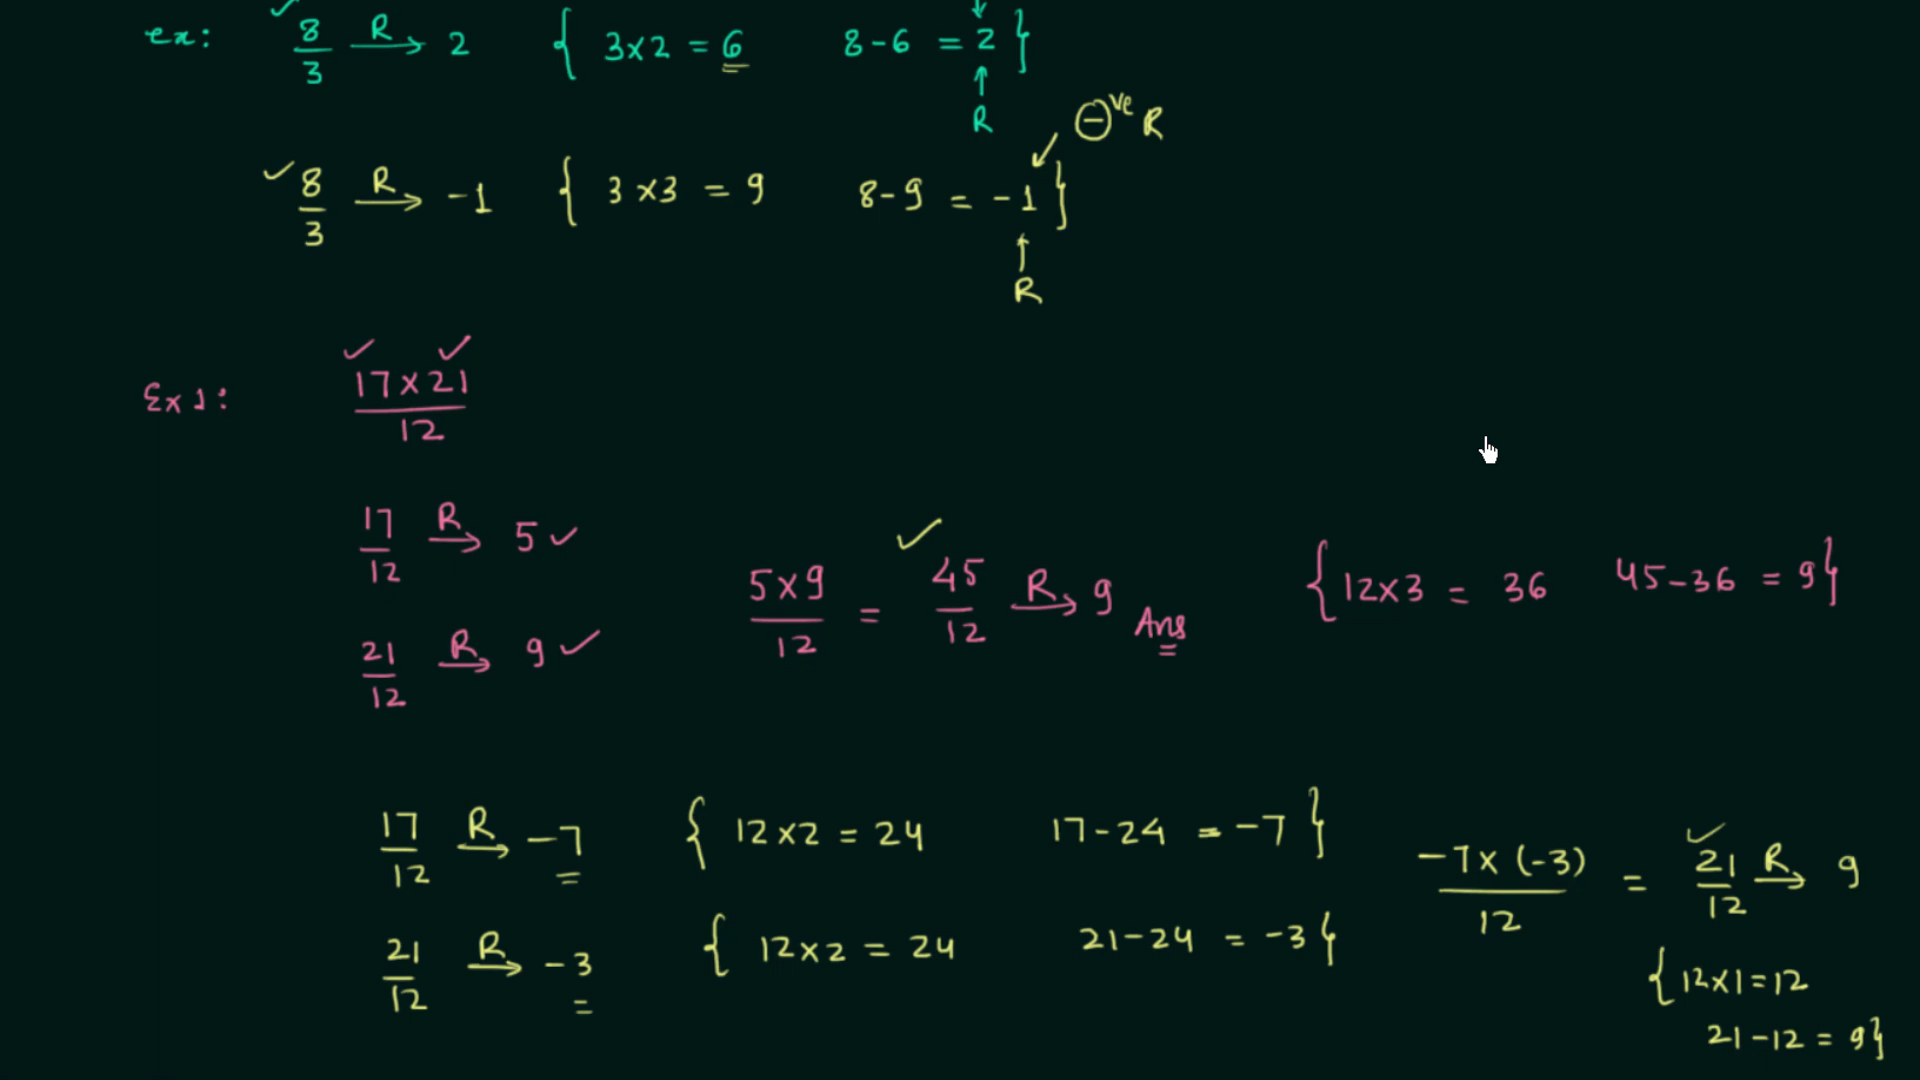 ex: 8/3 R→ 2 { 3x2 = 6 8-6 = 2 }
R
⊖ve R
8/3 R→ -1 { 3x3 = 9 8-9 = -1 }
R
Ex1: 17x21/12
17/12 R→ 5
5x9/12 = 45/12 R→ 9 Ans {12x3 = 36 45-36 = 9}
21/12 R→ 9
17/12 R→ -7 { 12x2 = 24 17-24 = -7 }
-7x(-3)/12 = 21/12 R→ 9
21/12 R→ -3 { 12x2 = 24 21-24 = -3 }
{12x1=12
21-12 = 9}